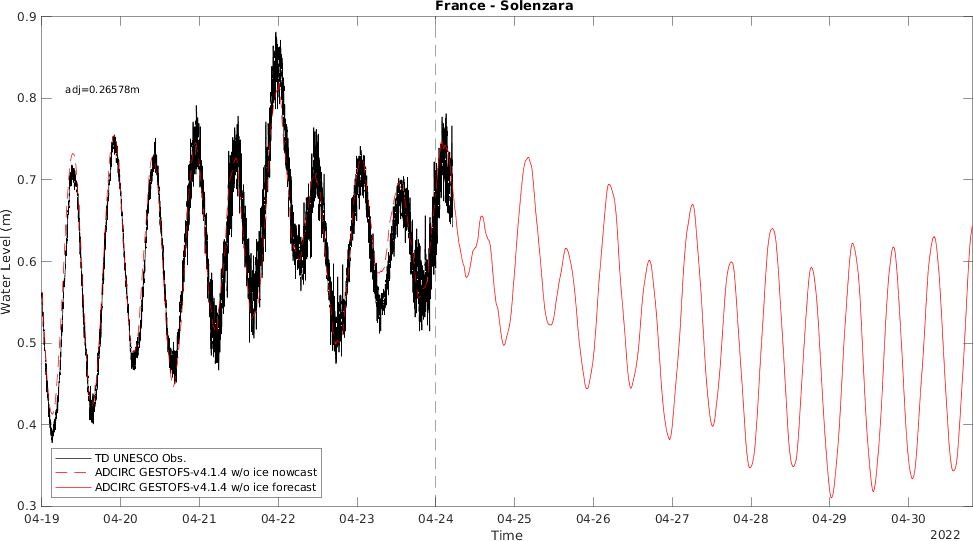 France - Solenzara
0.9
0.8
0.7
0.6
0.5
0.4
0.3
Water Level (m)
adj=0.26578m
TD UNESCO Obs.
ADCIRC GESTOFS-v4.1.4 w/o ice nowcast
ADCIRC GESTOFS-v4.1.4 w/o ice forecast
04-19 04-20 04-21 04-22 04-23 04-24 04-25 04-26 04-27 04-28 04-29 04-30
Time
2022